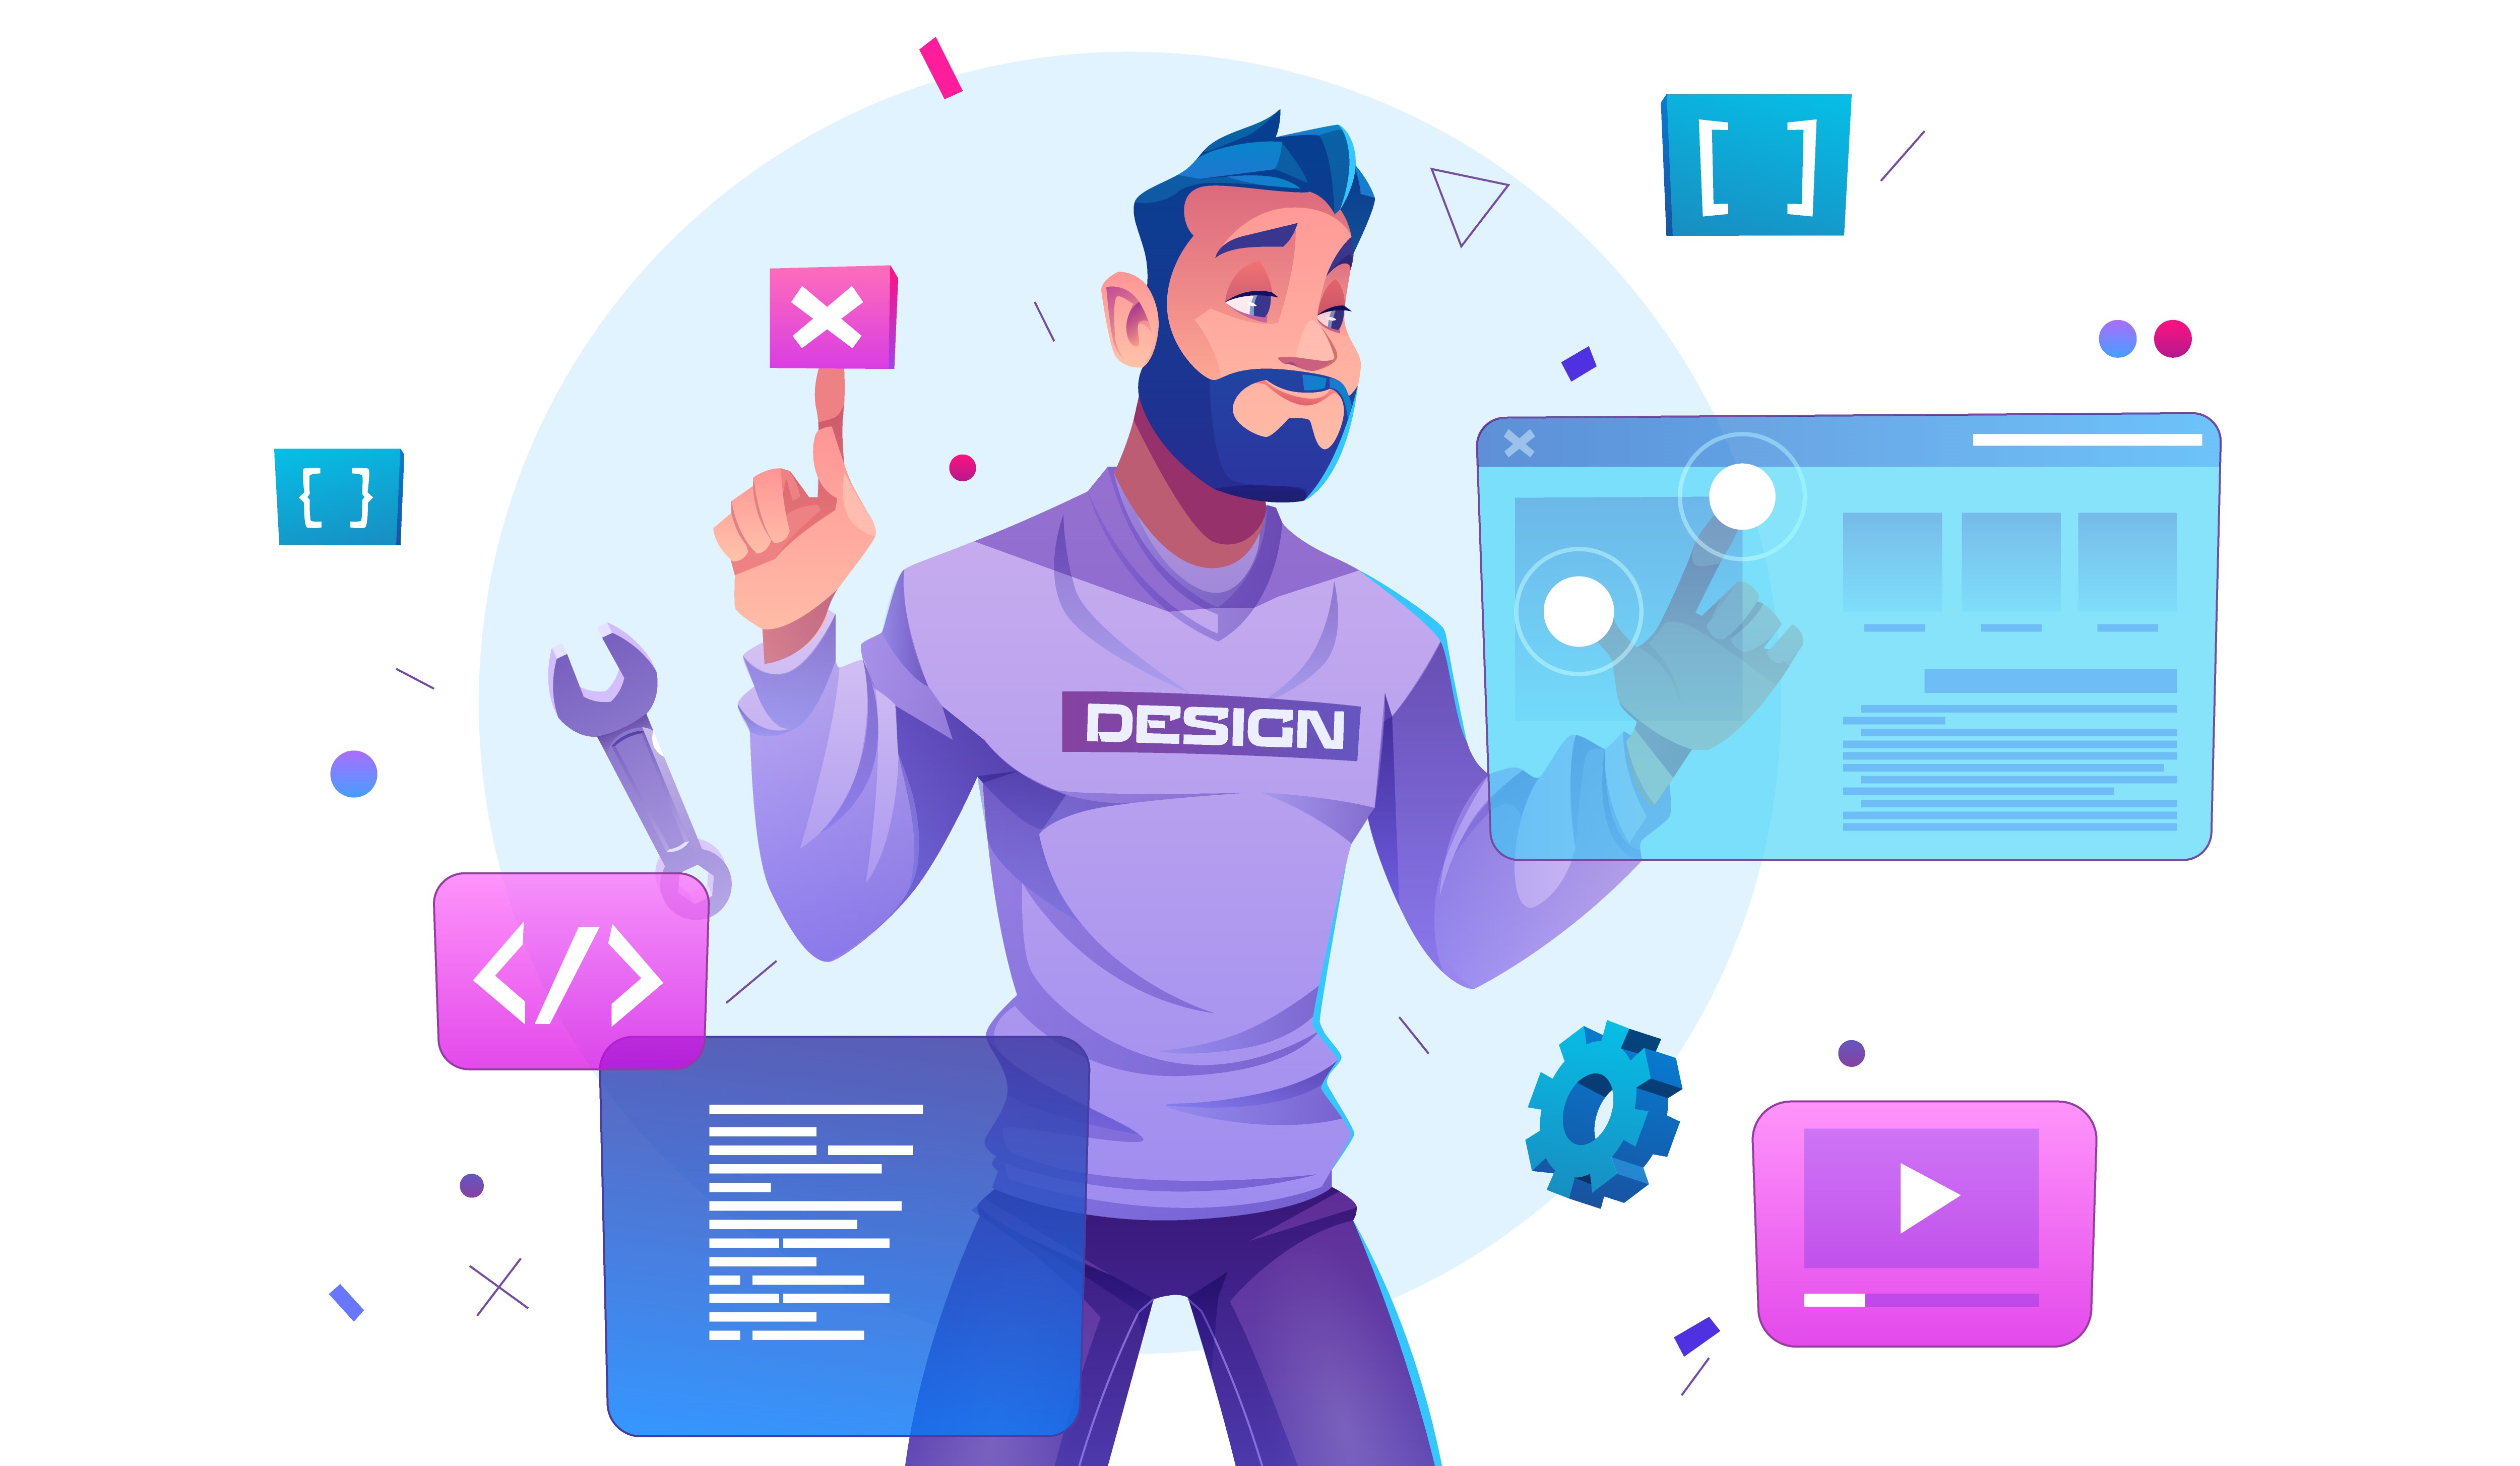 [ ]
{ }
DESIGN
</>